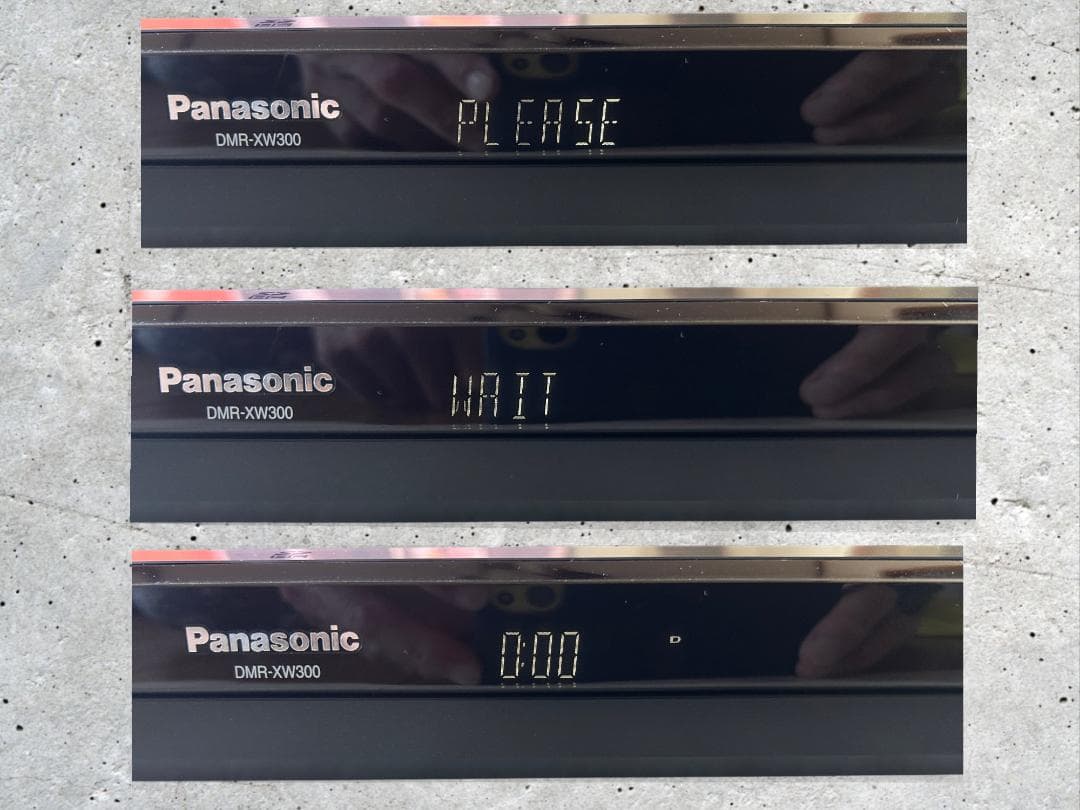 Panasonic
DMR-XW300
PLEASE
Panasonic
DMR-XW300
WAIT
Panasonic
DMR-XW300
0:00
D